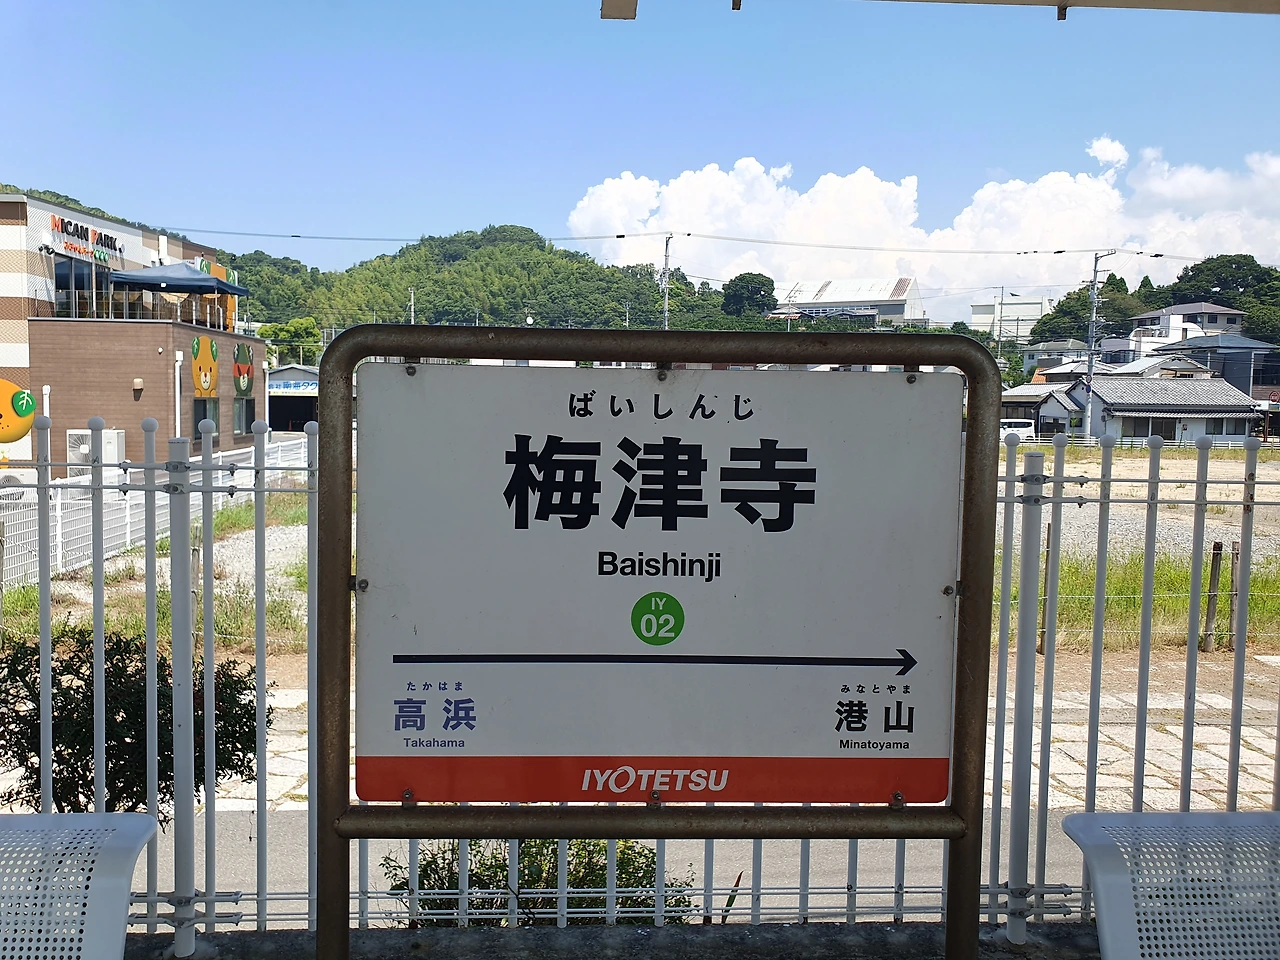 MICAN PARK
ばいしんじ
梅津寺
Baishinji
IY
02
たかはま
高浜
Takahama
みなとやま
港山
Minatoyama
IYOTETSU